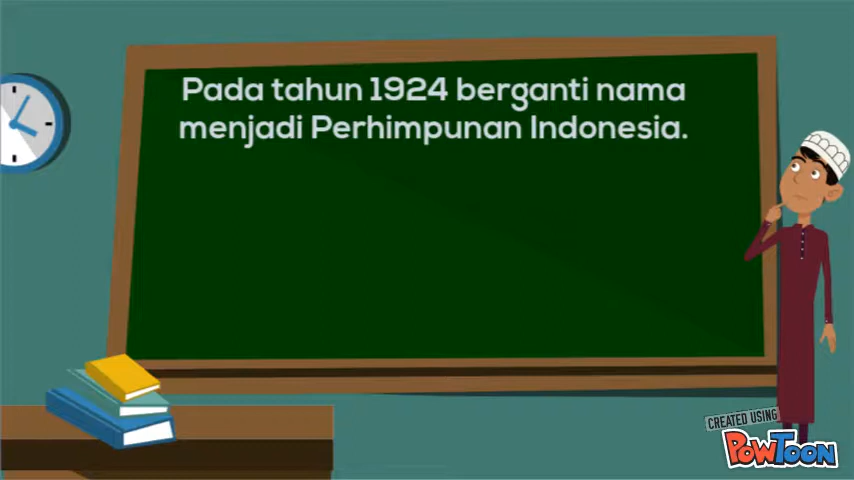 Pada tahun 1924 berganti nama
menjadi Perhimpunan Indonesia.
CREATED USING
POWTOON